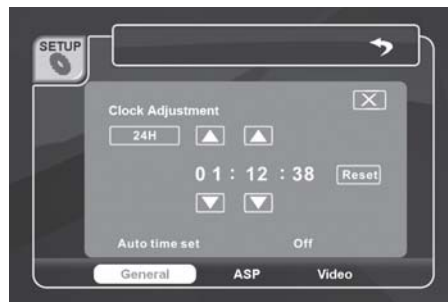 SETUP
Clock Adjustment
24H
01 : 12 : 38 Reset
Auto time set Off
General ASP Video